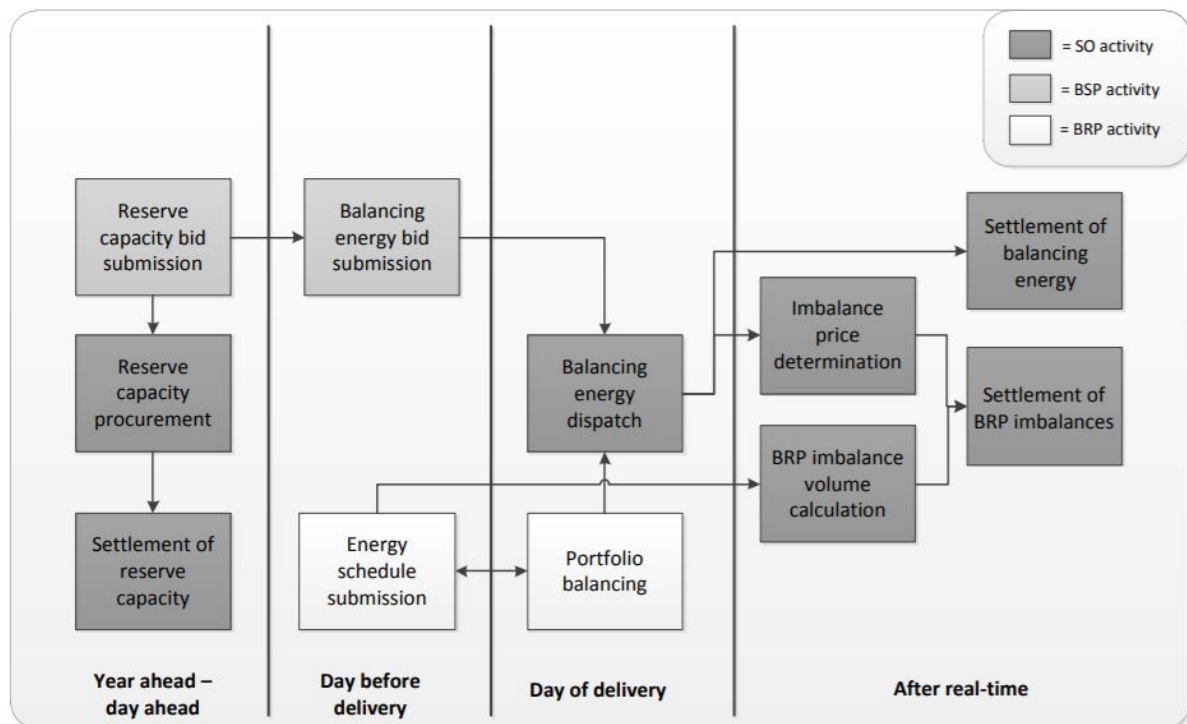 = SO activity
= BSP activity
= BRP activity
Reserve
capacity bid
submission
Balancing
energy bid
submission
Settlement of
balancing
energy
Reserve
capacity
procurement
Balancing
energy
dispatch
Imbalance
price
determination
Settlement of
BRP imbalances
BRP imbalance
volume
calculation
Settlement of
reserve
capacity
Energy
schedule
submission
Portfolio
balancing
Year ahead –
day ahead
Day before
delivery
Day of delivery
After real-time